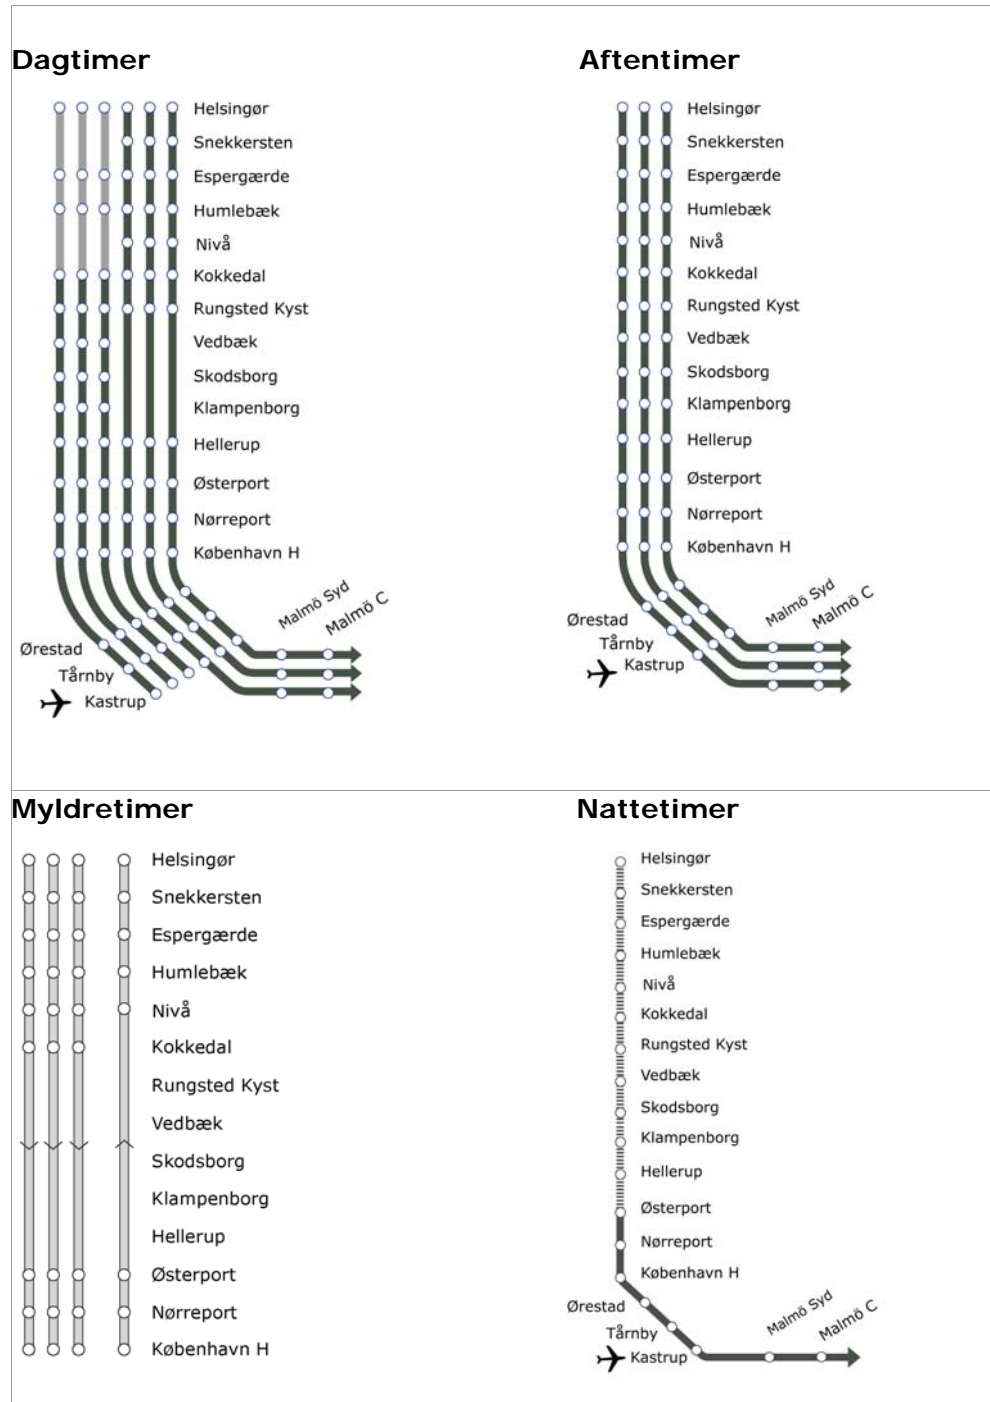 Dagtimer
Helsingør
Snekkersten
Espergærde
Humlebæk
Nivå
Kokkedal
Rungsted Kyst
Vedbæk
Skodsborg
Klampenborg
Hellerup
Østerport
Nørreport
København H
Malmö Syd
Malmö C
Ørestad
Tårnby
Kastrup
Aftentimer
Helsingør
Snekkersten
Espergærde
Humlebæk
Nivå
Kokkedal
Rungsted Kyst
Vedbæk
Skodsborg
Klampenborg
Hellerup
Østerport
Nørreport
København H
Malmö Syd
Malmö C
Ørestad
Tårnby
Kastrup
Myldretimer
Helsingør
Snekkersten
Espergærde
Humlebæk
Nivå
Kokkedal
Rungsted Kyst
Vedbæk
Skodsborg
Klampenborg
Hellerup
Østerport
Nørreport
København H
Nattetimer
Helsingør
Snekkersten
Espergærde
Humlebæk
Nivå
Kokkedal
Rungsted Kyst
Vedbæk
Skodsborg
Klampenborg
Hellerup
Østerport
Nørreport
København H
Malmö Syd
Malmö C
Ørestad
Tårnby
Kastrup